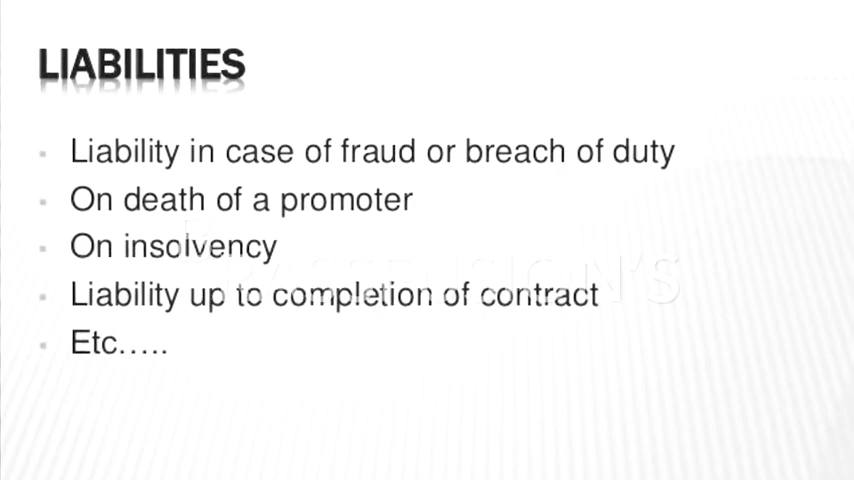 LIABILITIES
Liability in case of fraud or breach of duty
On death of a promoter
On insolvency
Liability up to completion of contract
Etc.....